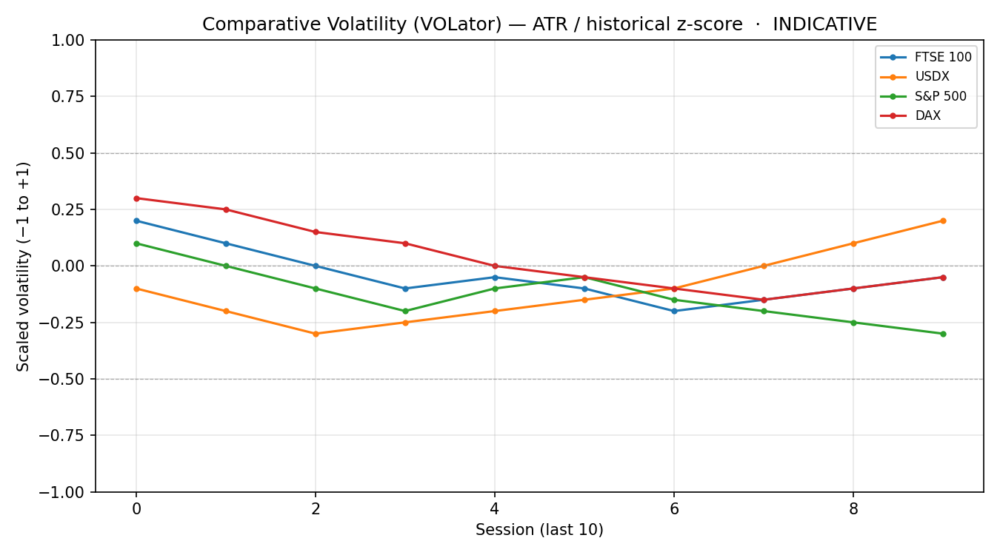 Comparative Volatility (VOLator) — ATR / historical z-score · INDICATIVE
1.00
0.75
0.50
0.25
0.00
−0.25
−0.50
−0.75
−1.00
Scaled volatility (−1 to +1)
FTSE 100
USDX
S&P 500
DAX
0 2 4 6 8
Session (last 10)